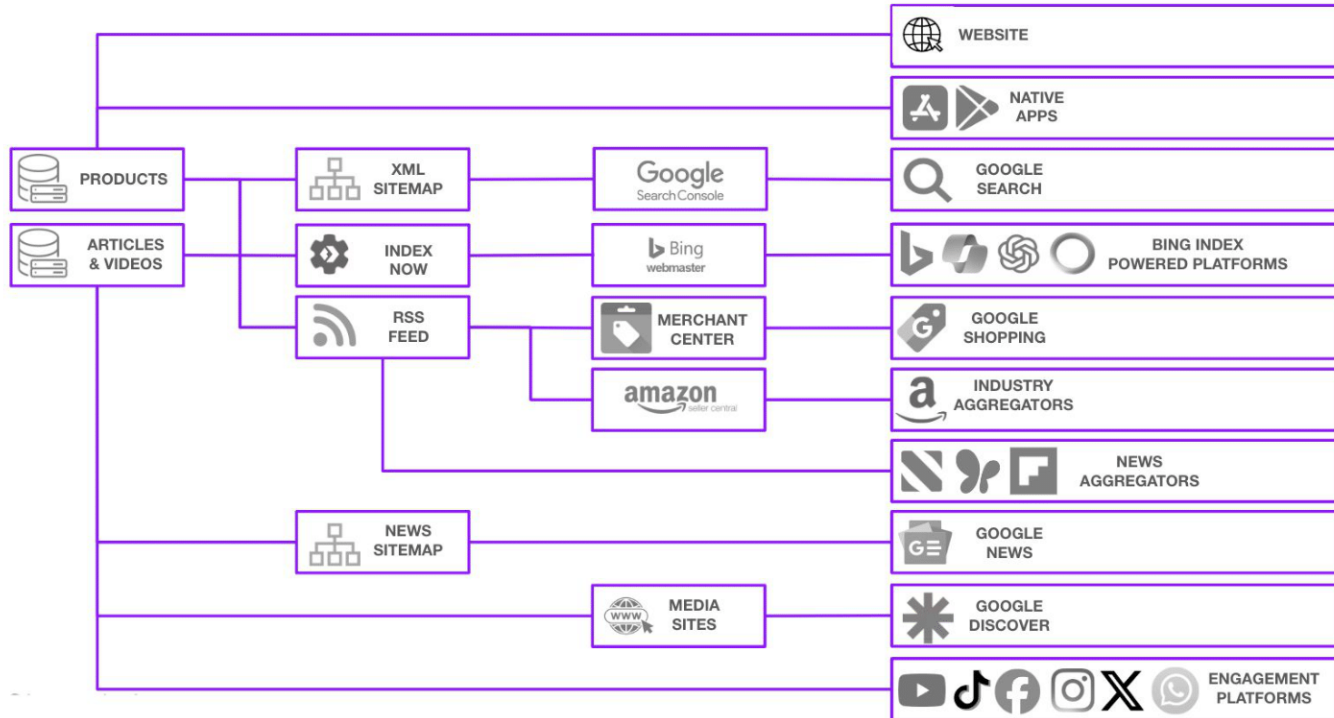 WEBSITE
NATIVE
APPS
PRODUCTS
XML
SITEMAP
Google
Search Console
GOOGLE
SEARCH
ARTICLES
& VIDEOS
INDEX
NOW
Bing
webmaster
BING INDEX
POWERED PLATFORMS
RSS
FEED
MERCHANT
CENTER
G
GOOGLE
SHOPPING
amazon
seller central
a
INDUSTRY
AGGREGATORS
NEWS
AGGREGATORS
NEWS
SITEMAP
G
GOOGLE
NEWS
WWW
MEDIA
SITES
GOOGLE
DISCOVER
ENGAGEMENT
PLATFORMS